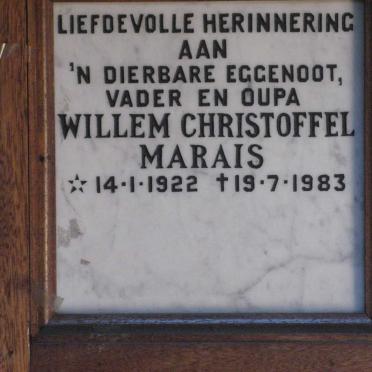 LIEFDEVOLLE HERINNERING
AAN
'N DIERBARE EGGENOOT,
VADER EN OUPA
WILLEM CHRISTOFFEL
MARAIS
☆ 14·1·1922 ✝19·7·1983